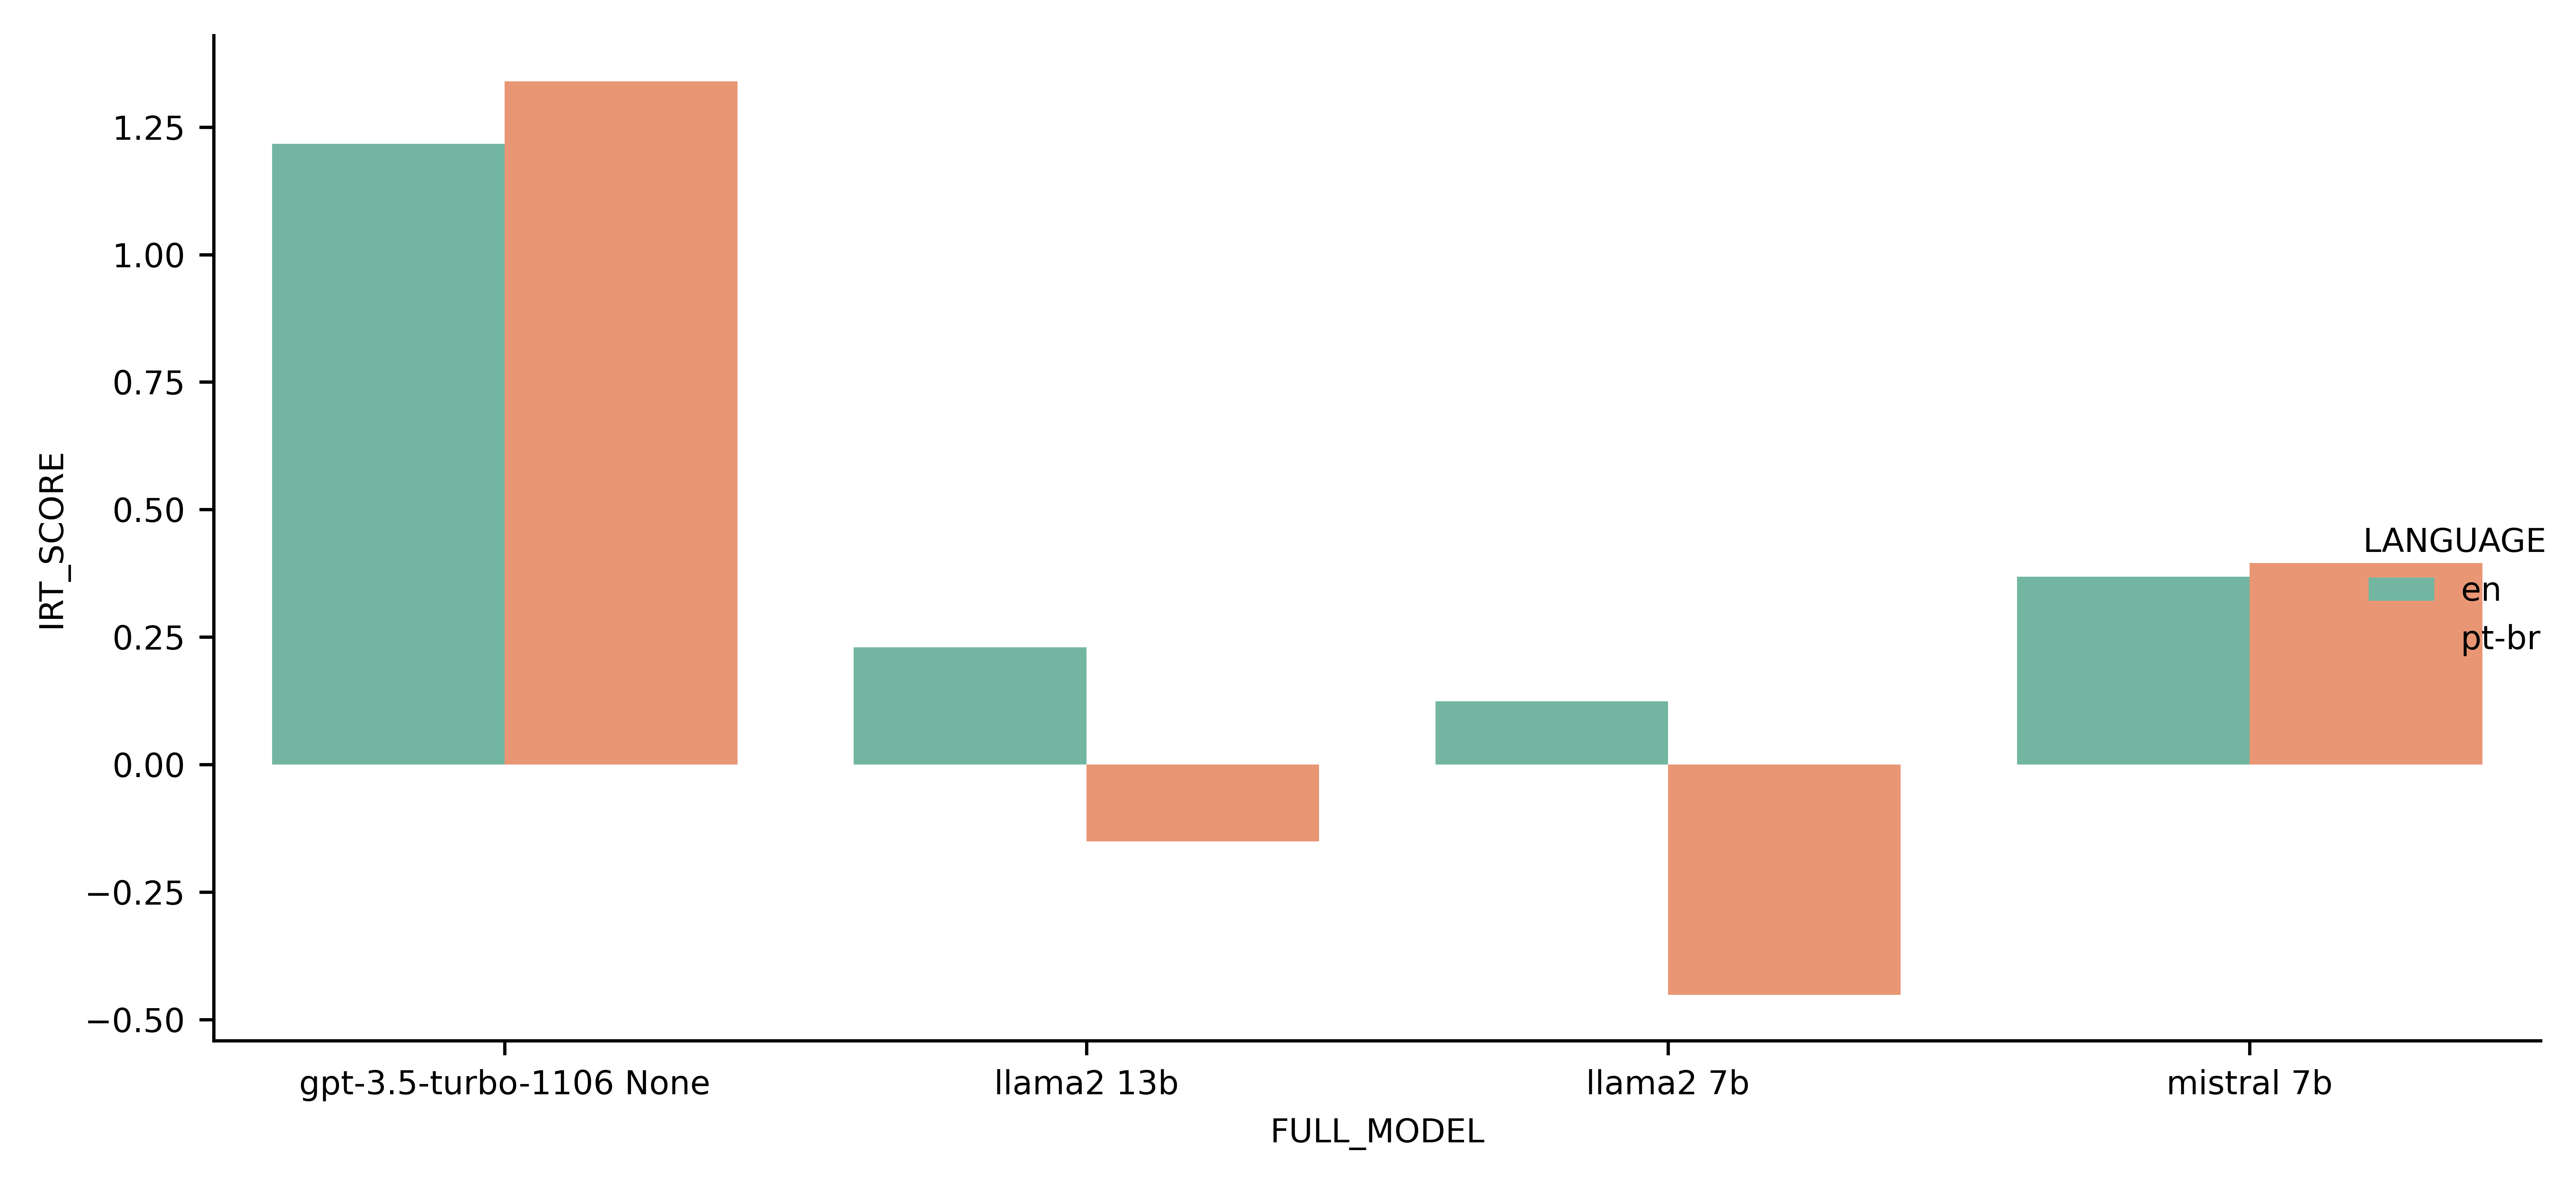 1.25
1.00
0.75
0.50
0.25
0.00
−0.25
−0.50
IRT_SCORE
LANGUAGE
en
pt-br
gpt-3.5-turbo-1106 None
llama2 13b
llama2 7b
mistral 7b
FULL_MODEL